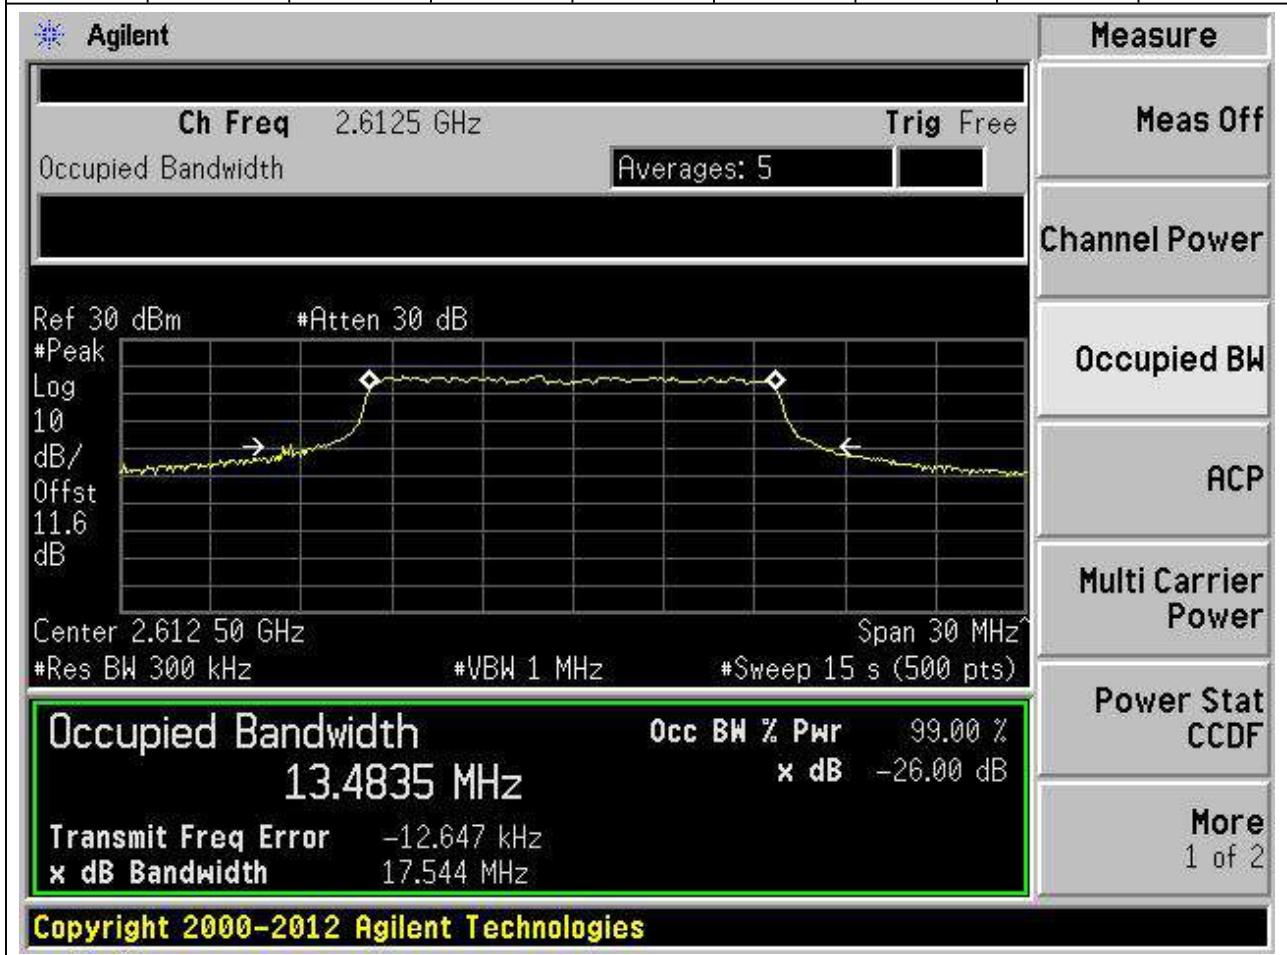 Agilent
Measure
Ch Freq 2.6125 GHz Trig Free
Meas Off
Occupied Bandwidth Averages: 5
Channel Power
Ref 30 dBm #Atten 30 dB
#Peak
Log
10
dB/
Offst
11.6
dB
Occupied BW
ACP
Center 2.612 50 GHz Span 30 MHz^
#Res BW 300 kHz #VBW 1 MHz #Sweep 15 s (500 pts)
Multi Carrier
Power
Occupied Bandwidth Occ BW % Pwr 99.00 %
13.4835 MHz x dB -26.00 dB
Transmit Freq Error -12.647 kHz
x dB Bandwidth 17.544 MHz
Power Stat
CCDF
More
1 of 2
Copyright 2000-2012 Agilent Technologies